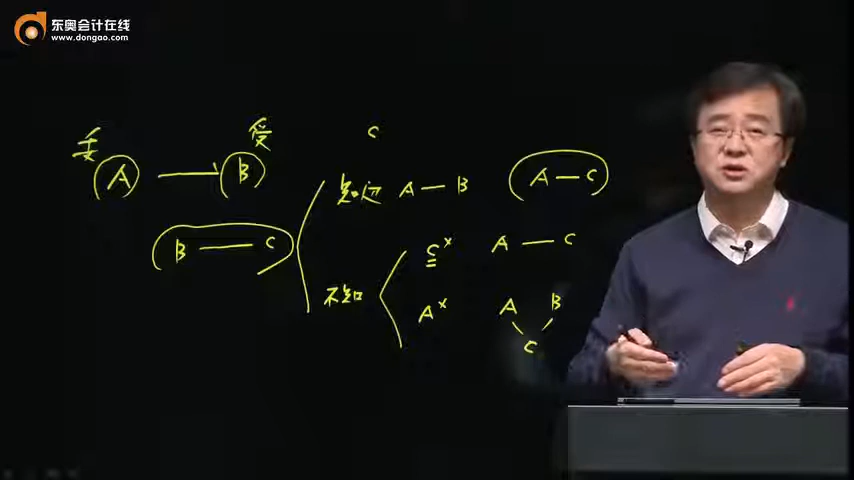 东奥会计在线
www.dongao.com
委 受 C
A B
知道 A — B A — C
B — C
C× A — C
不知
A× A B
C